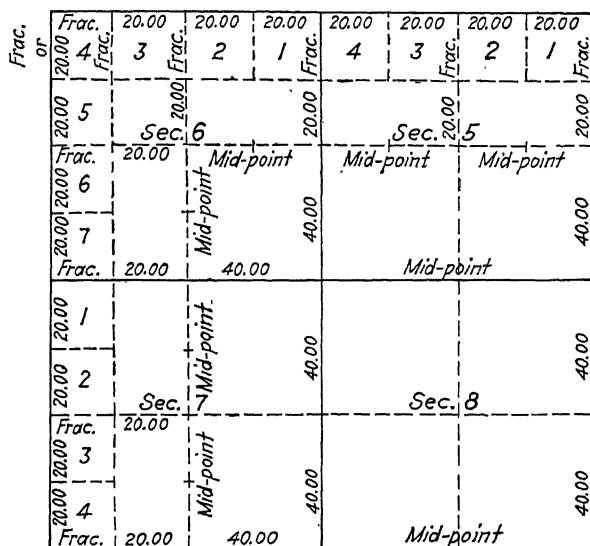 Frac. 20.00 20.00 20.00 20.00 20.00 20.00 20.00
Frac. or 20.00 4 Frac. 3 Frac. 2 1 Frac. 4 3 Frac. 2 1 Frac.
20.00 5 20.00 20.00 20.00 20.00
Sec. 6 Sec. 5
Frac. 20.00 Mid-point Mid-point Mid-point
20.00 6 Mid-point 40.00 40.00
20.00 7
Frac. 20.00 40.00 Mid-point
20.00 1 Mid-point 40.00 40.00
20.00 2
Sec. 7 Sec. 8
Frac. 20.00
20.00 3 Mid-point 40.00 40.00
20.00 4
Frac. 20.00 40.00 Mid-point